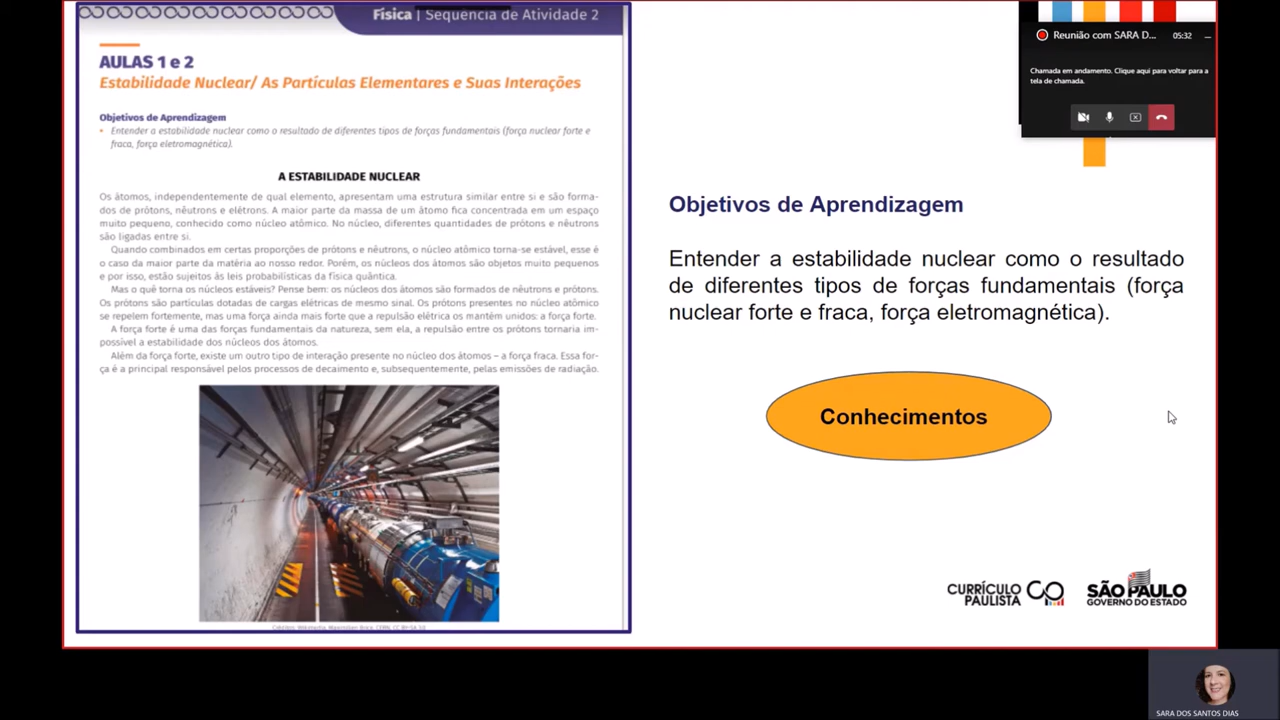 Física | Sequência de Atividade 2
AULAS 1 e 2
Estabilidade Nuclear/ As Partículas Elementares e Suas Interações
Objetivos de Aprendizagem
• Entender a estabilidade nuclear como o resultado de diferentes tipos de forças fundamentais (força nuclear forte e
fraca, força eletromagnética).
A ESTABILIDADE NUCLEAR
Os átomos, independentemente de qual elemento, apresentam uma estrutura similar entre si e são forma-
dos de prótons, nêutrons e elétrons. A maior parte da massa de um átomo fica concentrada em um espaço
muito pequeno, conhecido como núcleo atômico. No núcleo, diferentes quantidades de prótons e nêutrons
são ligadas entre si.
Quando combinados em certas proporções de prótons e nêutrons, o núcleo atômico torna-se estável, esse é
o caso da maior parte da matéria ao nosso redor. Porém, os núcleos dos átomos são objetos muito pequenos
e por isso, estão sujeitos às leis probabilísticas da física quântica.
Mas o quê torna os núcleos estáveis? Pense bem: os núcleos dos átomos são formados de nêutrons e prótons.
Os prótons são partículas dotadas de cargas elétricas de mesmo sinal. Os prótons presentes no núcleo atômico
se repelem fortemente, mas uma força ainda mais forte que a repulsão elétrica os mantém unidos: a força forte.
A força forte é uma das forças fundamentais da natureza, sem ela, a repulsão entre os prótons tornaria im-
possível a estabilidade dos núcleos dos átomos.
Além da força forte, existe um outro tipo de interação presente no núcleo dos átomos – a força fraca. Essa for-
ça é a principal responsável pelos processos de decaimento e, subsequentemente, pelas emissões de radiação.
Reunião com SARA D... 05:32
Chamada em andamento. Clique aqui para voltar para a
tela de chamada.
Objetivos de Aprendizagem
Entender a estabilidade nuclear como o resultado
de diferentes tipos de forças fundamentais (força
nuclear forte e fraca, força eletromagnética).
Conhecimentos
CURRÍCULO
PAULISTA
SÃO PAULO
GOVERNO DO ESTADO
SARA DOS SANTOS DIAS